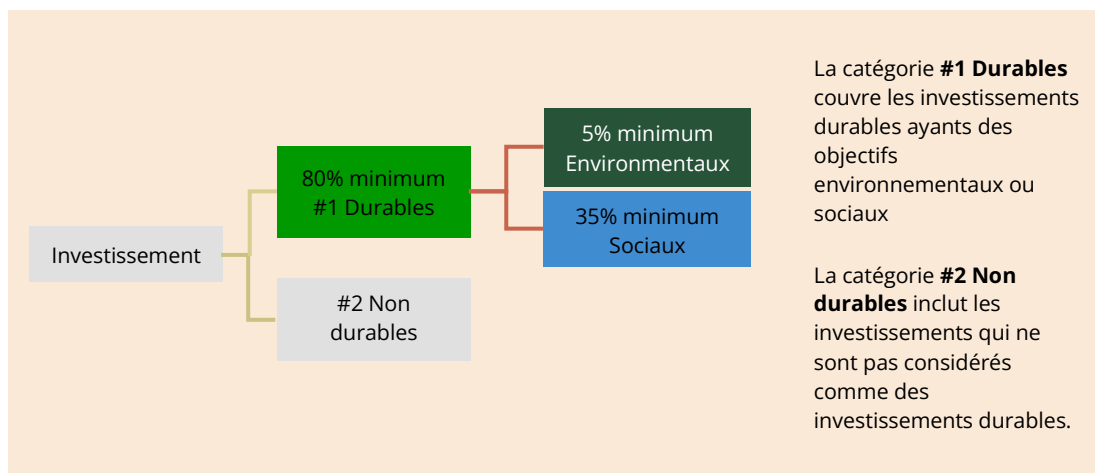 Investissement
80% minimum
#1 Durables
#2 Non
durables
5% minimum
Environmentaux
35% minimum
Sociaux
La catégorie #1 Durables
couvre les investissements
durables ayants des
objectifs
environnementaux ou
sociaux
La catégorie #2 Non
durables inclut les
investissements qui ne
sont pas considérés
comme des
investissements durables.